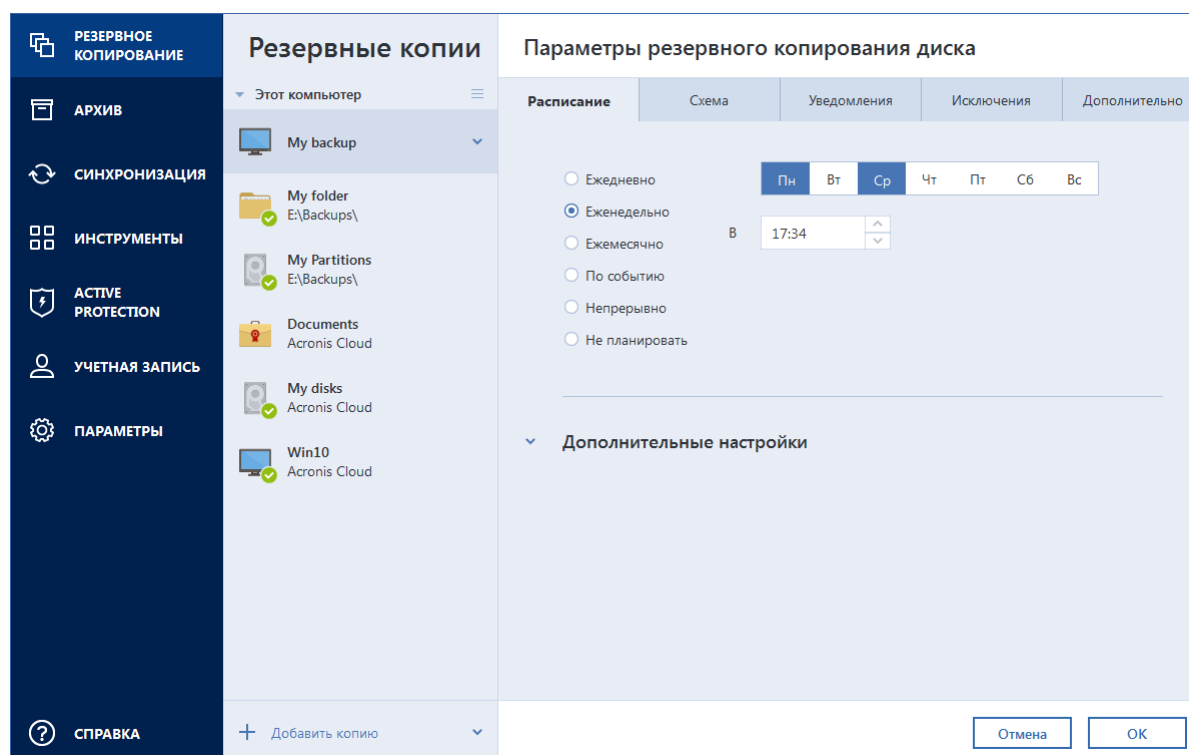 РЕЗЕРВНОЕ
КОПИРОВАНИЕ
АРХИВ
СИНХРОНИЗАЦИЯ
ИНСТРУМЕНТЫ
ACTIVE
PROTECTION
УЧЕТНАЯ ЗАПИСЬ
ПАРАМЕТРЫ
СПРАВКА
Резервные копии
Этот компьютер
My backup
My folder
E:\Backups\
My Partitions
E:\Backups\
Documents
Acronis Cloud
My disks
Acronis Cloud
Win10
Acronis Cloud
Добавить копию
Параметры резервного копирования диска
Расписание Схема Уведомления Исключения Дополнительно
Ежедневно
Еженедельно
Ежемесячно
По событию
Непрерывно
Не планировать
Пн Вт Ср Чт Пт Сб Вс
В 17:34
Дополнительные настройки
Отмена OK